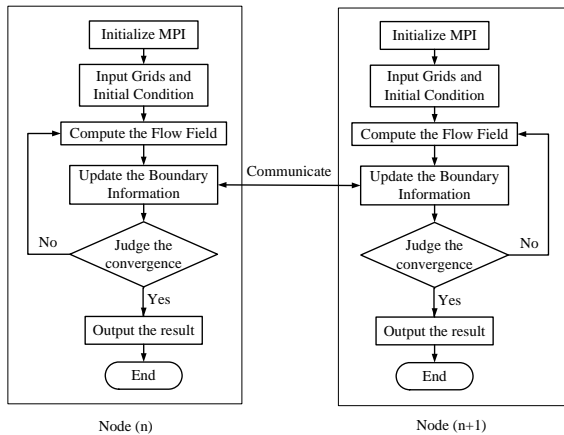 Initialize MPI
Input Grids and
Initial Condition
Compute the Flow Field
Update the Boundary
Information
No
Judge the
convergence
Yes
Output the result
End
Node (n)
Communicate
Initialize MPI
Input Grids and
Initial Condition
Compute the Flow Field
Update the Boundary
Information
Judge the
convergence
No
Yes
Output the result
End
Node (n+1)